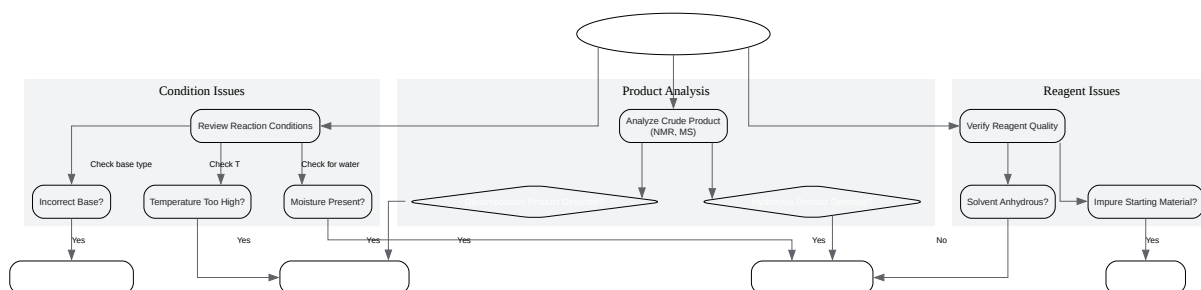 Condition Issues
Product Analysis
Reagent Issues
Review Reaction Conditions
Analyze Crude Product
(NMR, MS)
Verify Reagent Quality
Check base type
Check T
Check for water
Incorrect Base?
Temperature Too High?
Moisture Present?
Solvent Anhydrous?
Impure Starting Material?
Yes
Yes
Yes
Yes
Yes
No
Yes